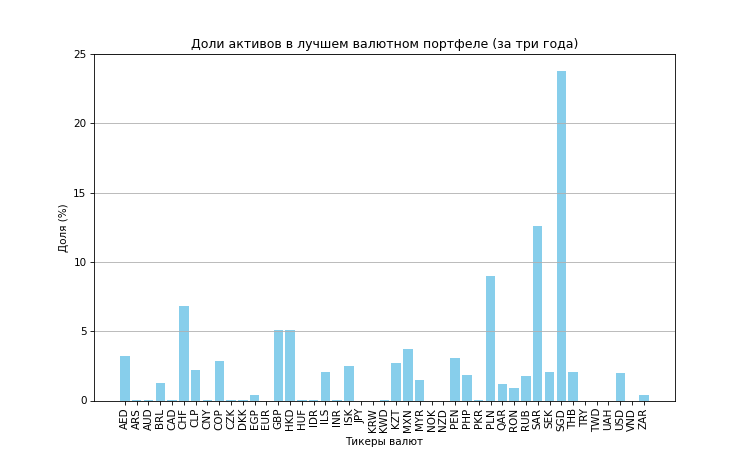 Доли активов в лучшем валютном портфеле (за три года)
Доля (%)
25
20
15
10
5
0
AED
ARS
AUD
BRL
CAD
CHF
CLP
CNY
COP
CZK
DKK
EGP
EUR
GBP
HKD
HUF
IDR
ILS
INR
ISK
JPY
KRW
KWD
KZT
MXN
MYR
NOK
NZD
PEN
PHP
PKR
PLN
QAR
RON
RUB
SAR
SEK
SGD
THB
TRY
TWD
UAH
USD
VND
ZAR
Тикеры валют